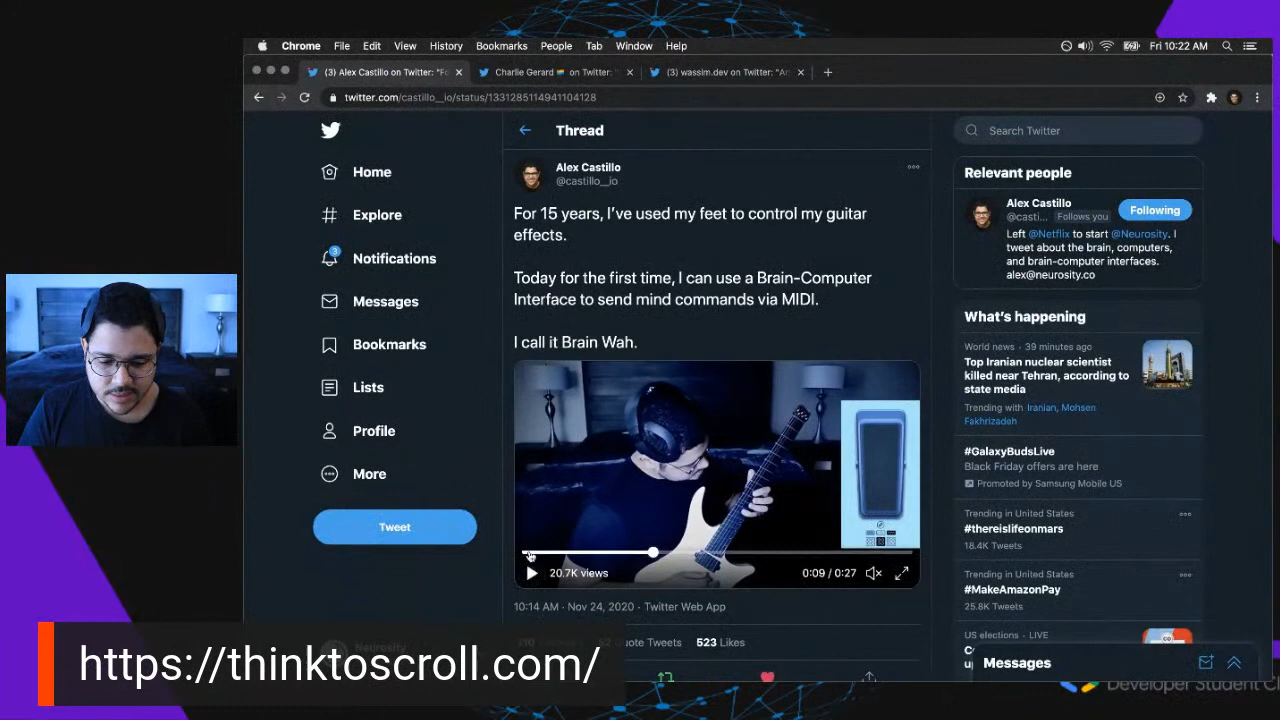 Chrome File Edit View History Bookmarks People Tab Window Help
Fri 10:22 AM
(3) Alex Castillo on Twitter: "Fo
Charlie Gerard on Twitter:
(3) wassim.dev on Twitter: "Ar
twitter.com/castillo__io/status/1331285114941104128
Home
Explore
3
Notifications
Messages
Bookmarks
Lists
Profile
More
Tweet
Thread
Alex Castillo
@castillo__io
For 15 years, I've used my feet to control my guitar
effects.
Today for the first time, I can use a Brain-Computer
Interface to send mind commands via MIDI.
I call it Brain Wah.
20.7K views
0:09 / 0:27
10:14 AM · Nov 24, 2020 · Twitter Web App
Quote Tweets 523 Likes
Search Twitter
Relevant people
Alex Castillo
@casti... Follows you
Following
Left @Netflix to start @Neurosity. I
tweet about the brain, computers,
and brain-computer interfaces.
alex@neurosity.co
What's happening
World news · 39 minutes ago
Top Iranian nuclear scientist
killed near Tehran, according to
state media
Trending with Iranian, Mohsen
Fakhrizadeh
#GalaxyBudsLive
Black Friday offers are here
Promoted by Samsung Mobile US
Trending in United States
#thereislifeonmars
18.4K Tweets
Trending in United States
#MakeAmazonPay
25.8K Tweets
US elections · LIVE
Messages
https://thinktoscroll.com/
Developer Student